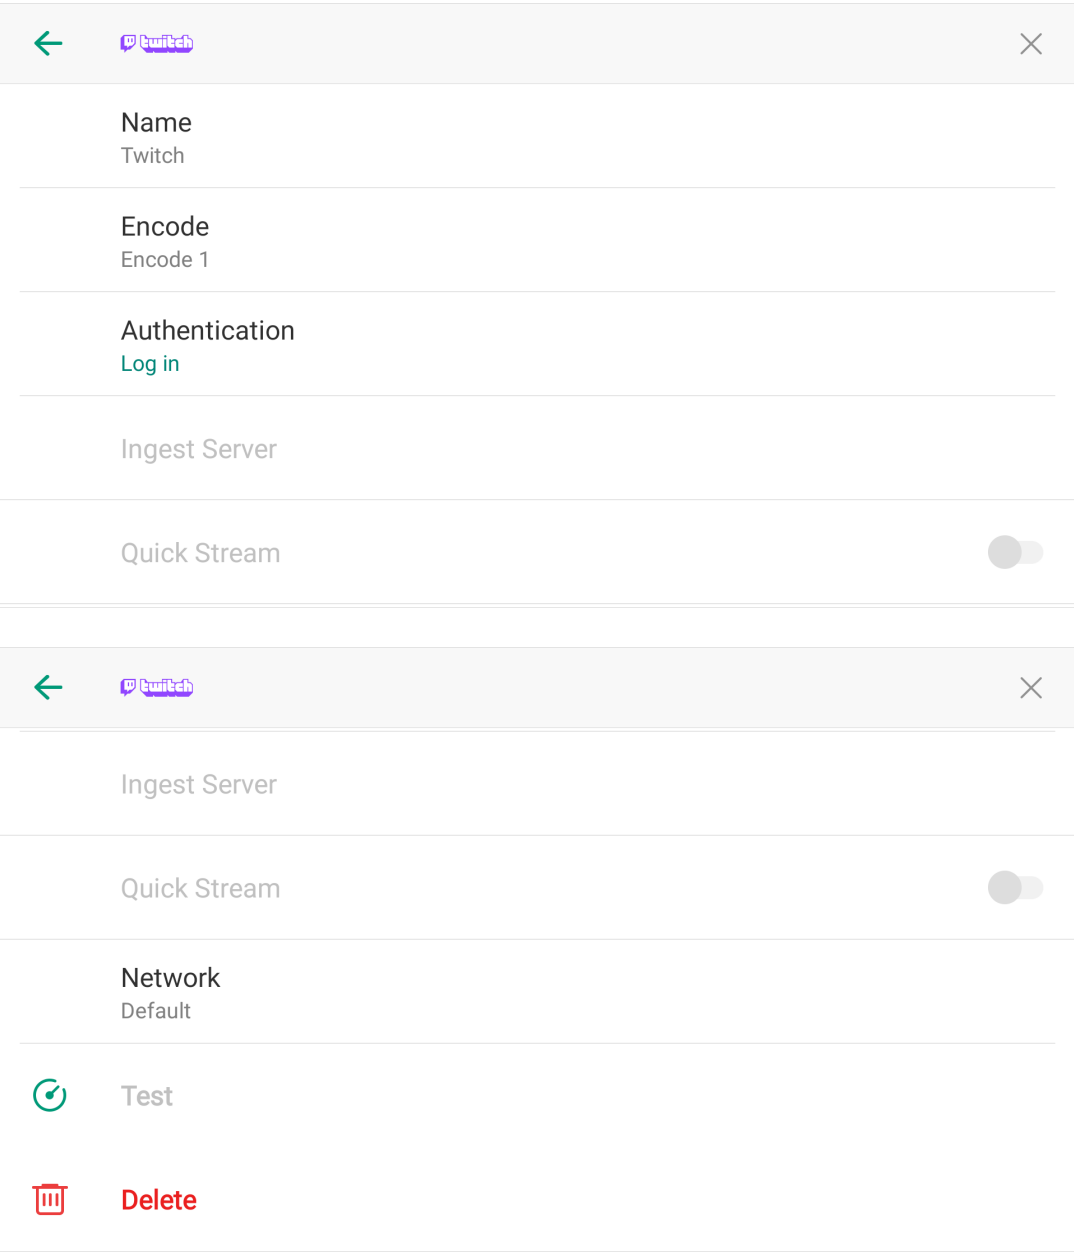 twitch
Name
Twitch
Encode
Encode 1
Authentication
Log in
Ingest Server
Quick Stream
twitch
Ingest Server
Quick Stream
Network
Default
Test
Delete